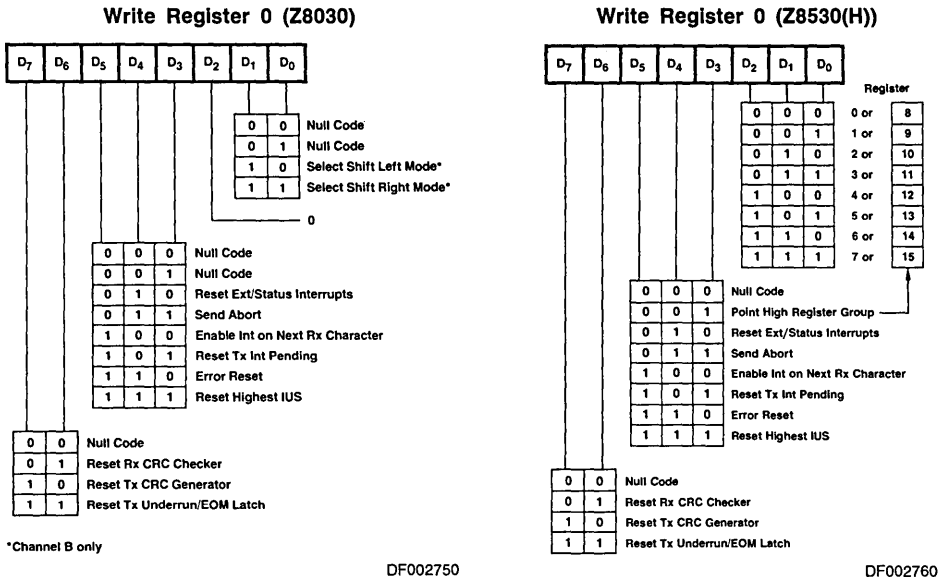 Write Register 0 (Z8030)
D7 D6 D5 D4 D3 D2 D1 D0
0 0 Null Code
0 1 Null Code
1 0 Select Shift Left Mode*
1 1 Select Shift Right Mode*
0
0 0 0 Null Code
0 0 1 Null Code
0 1 0 Reset Ext/Status Interrupts
0 1 1 Send Abort
1 0 0 Enable Int on Next Rx Character
1 0 1 Reset Tx Int Pending
1 1 0 Error Reset
1 1 1 Reset Highest IUS
0 0 Null Code
0 1 Reset Rx CRC Checker
1 0 Reset Tx CRC Generator
1 1 Reset Tx Underrun/EOM Latch
*Channel B only
DF002750
Write Register 0 (Z8530(H))
D7 D6 D5 D4 D3 D2 D1 D0
Register
0 0 0 0 or 8
0 0 1 1 or 9
0 1 0 2 or 10
0 1 1 3 or 11
1 0 0 4 or 12
1 0 1 5 or 13
1 1 0 6 or 14
1 1 1 7 or 15
0 0 0 Null Code
0 0 1 Point High Register Group
0 1 0 Reset Ext/Status Interrupts
0 1 1 Send Abort
1 0 0 Enable Int on Next Rx Character
1 0 1 Reset Tx Int Pending
1 1 0 Error Reset
1 1 1 Reset Highest IUS
0 0 Null Code
0 1 Reset Rx CRC Checker
1 0 Reset Tx CRC Generator
1 1 Reset Tx Underrun/EOM Latch
DF002760